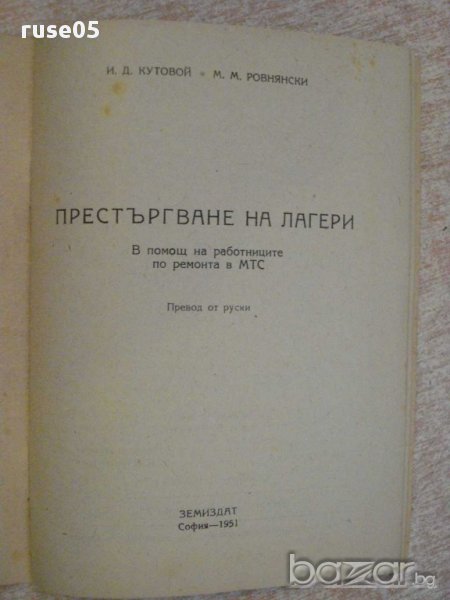 ruse05
И. Д. КУТОВОЙ • М. М. РОВНЯНСКИ
ПРЕСТЪРГВАНЕ НА ЛАГЕРИ
В помощ на работниците
по ремонта в МТС
Превод от руски
ЗЕМИЗДАТ
София—1951
bazar.bg